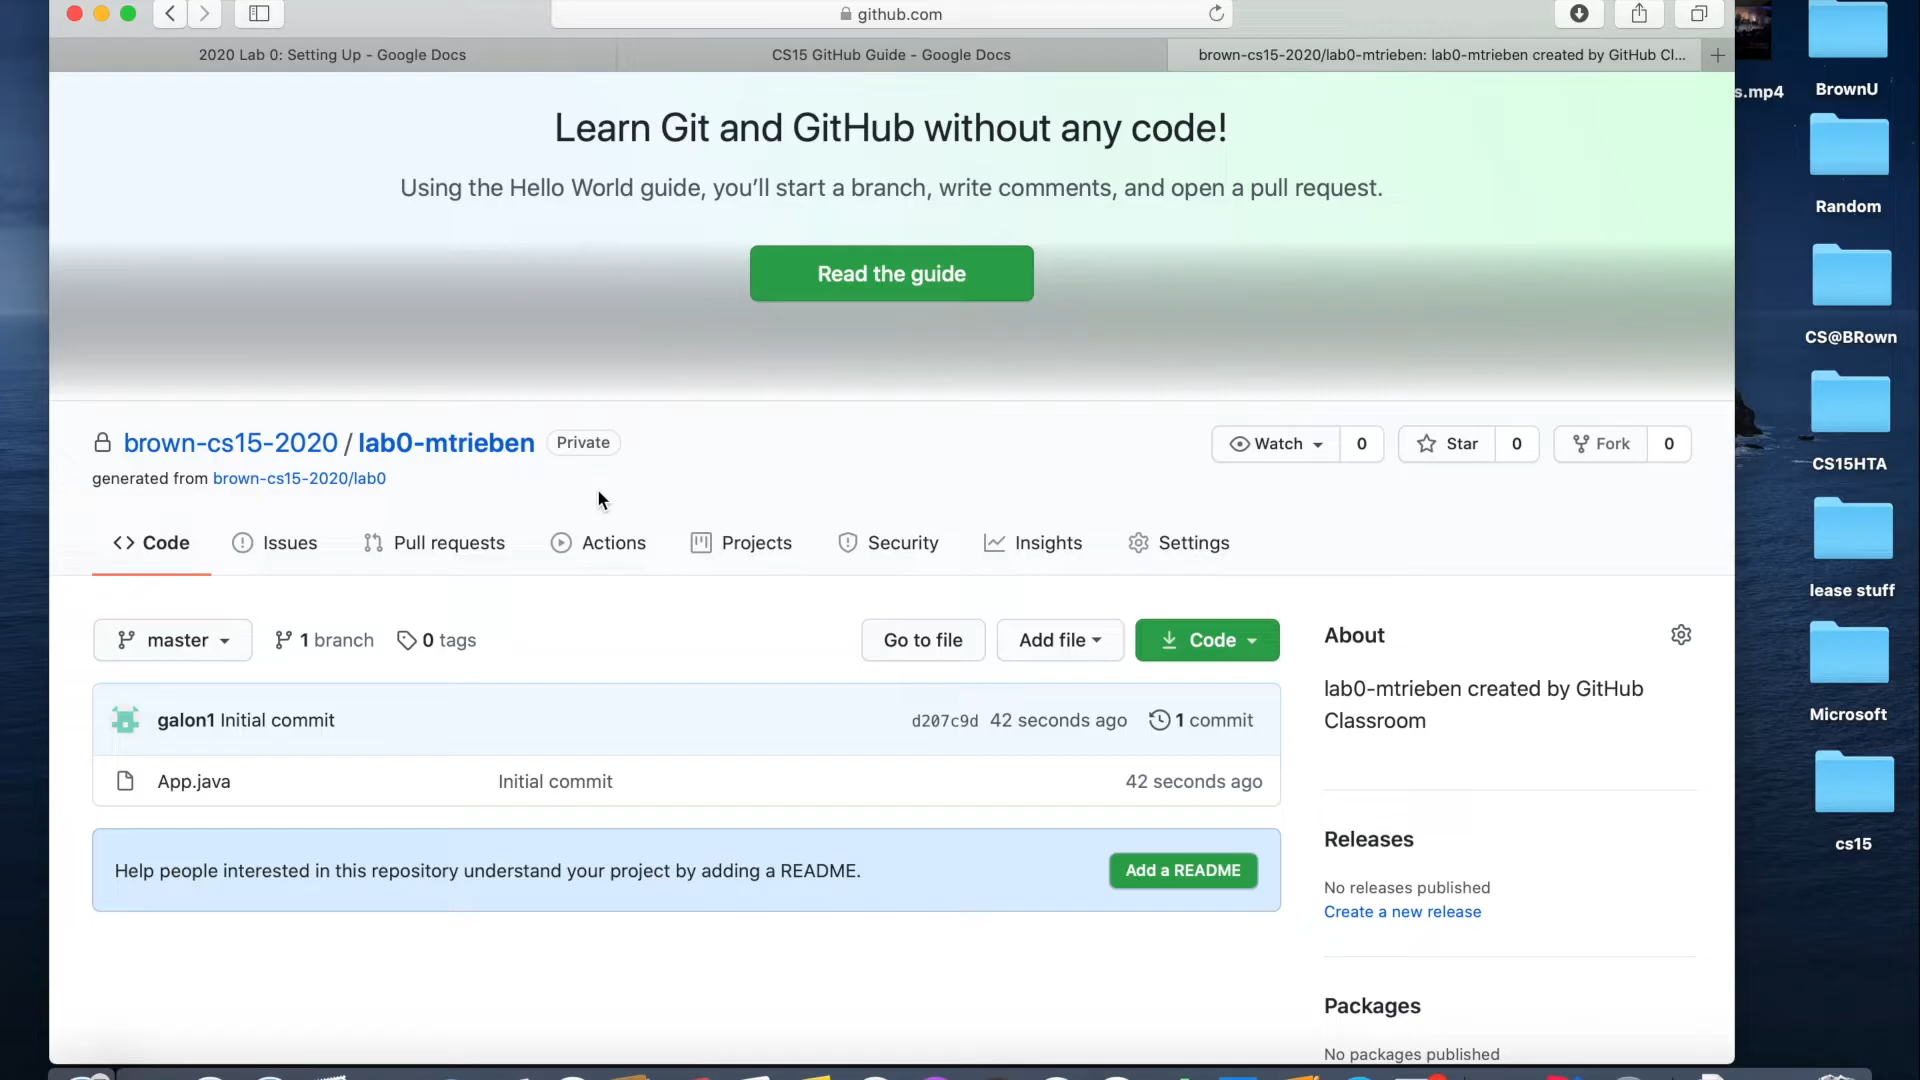 github.com
2020 Lab 0: Setting Up - Google Docs
CS15 GitHub Guide - Google Docs
brown-cs15-2020/lab0-mtrieben: lab0-mtrieben created by GitHub Cl...
s.mp4
BrownU
Learn Git and GitHub without any code!
Using the Hello World guide, you’ll start a branch, write comments, and open a pull request.
Random
Read the guide
CS@BRown
brown-cs15-2020 / lab0-mtrieben Private
Watch 0
Star 0
Fork 0
CS15HTA
generated from brown-cs15-2020/lab0
Code
Issues
Pull requests
Actions
Projects
Security
Insights
Settings
lease stuff
master
1 branch
0 tags
Go to file
Add file
Code
About
lab0-mtrieben created by GitHub
Classroom
Microsoft
galon1 Initial commit
d207c9d 42 seconds ago
1 commit
App.java
Initial commit
42 seconds ago
Releases
cs15
Help people interested in this repository understand your project by adding a README.
Add a README
No releases published
Create a new release
Packages
No packages published